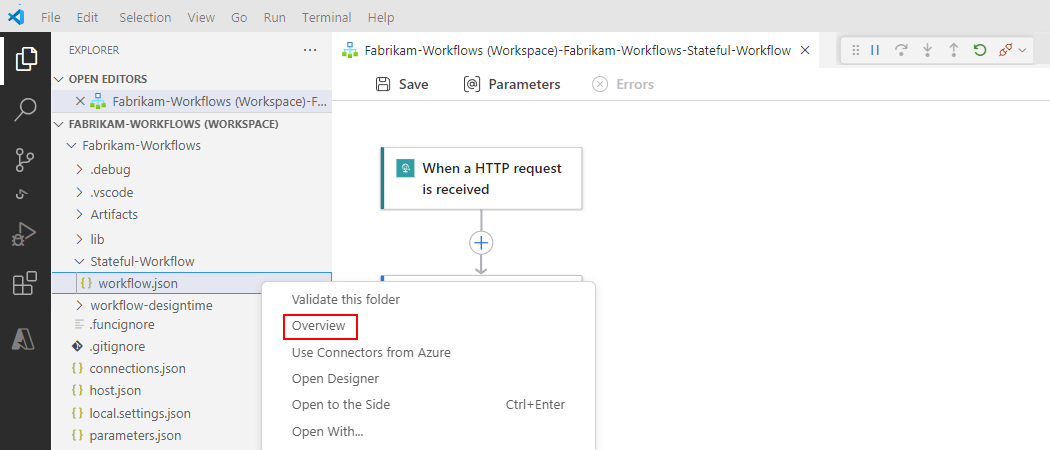 File Edit Selection View Go Run Terminal Help
EXPLORER ...
OPEN EDITORS
Fabrikam-Workflows (Workspace)-F...
FABRIKAM-WORKFLOWS (WORKSPACE)
Fabrikam-Workflows
.debug
.vscode
Artifacts
lib
Stateful-Workflow
{} workflow.json
workflow-designtime
.funcignore
.gitignore
{} connections.json
{} host.json
{} local.settings.json
{} parameters.json
Fabrikam-Workflows (Workspace)-Fabrikam-Workflows-Stateful-Workflow
Save [@] Parameters Errors
When a HTTP request
is received
Validate this folder
Overview
Use Connectors from Azure
Open Designer
Open to the Side Ctrl+Enter
Open With...